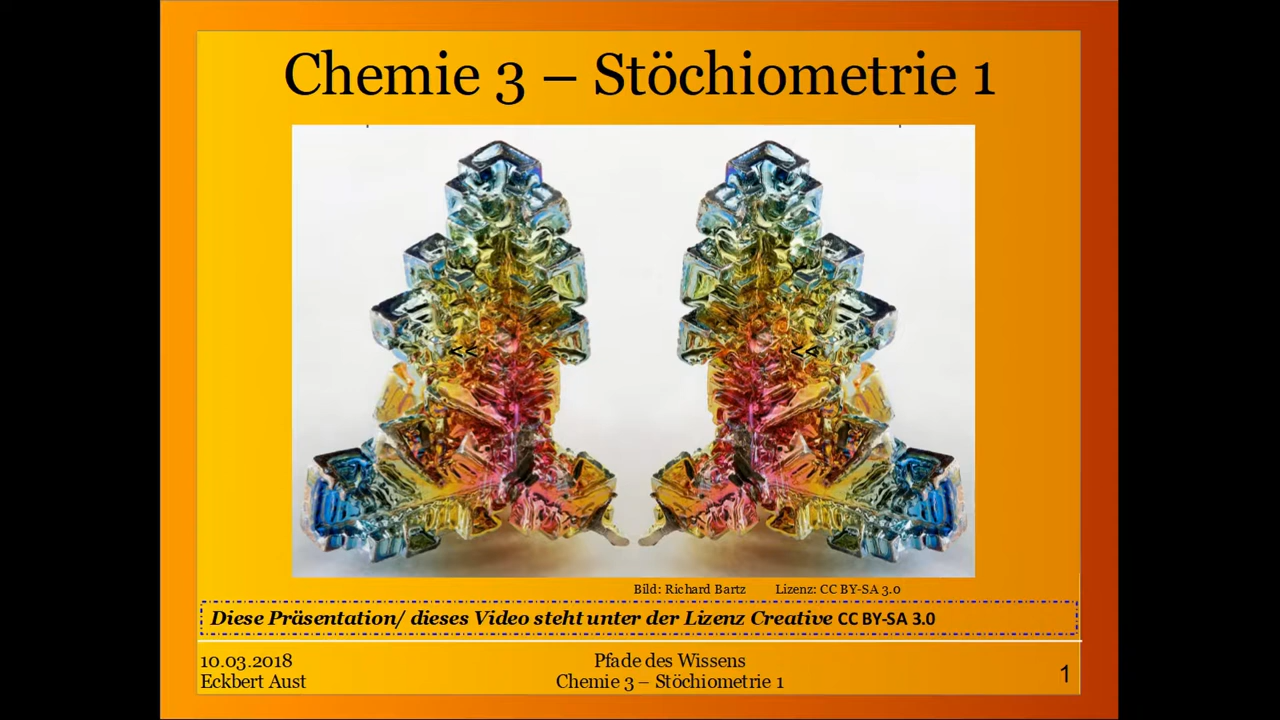 Chemie 3 – Stöchiometrie 1
<< <<
Bild: Richard Bartz Lizenz: CC BY-SA 3.0
Diese Präsentation/ dieses Video steht unter der Lizenz Creative CC BY-SA 3.0
10.03.2018 Pfade des Wissens
Eckbert Aust Chemie 3 – Stöchiometrie 1 1